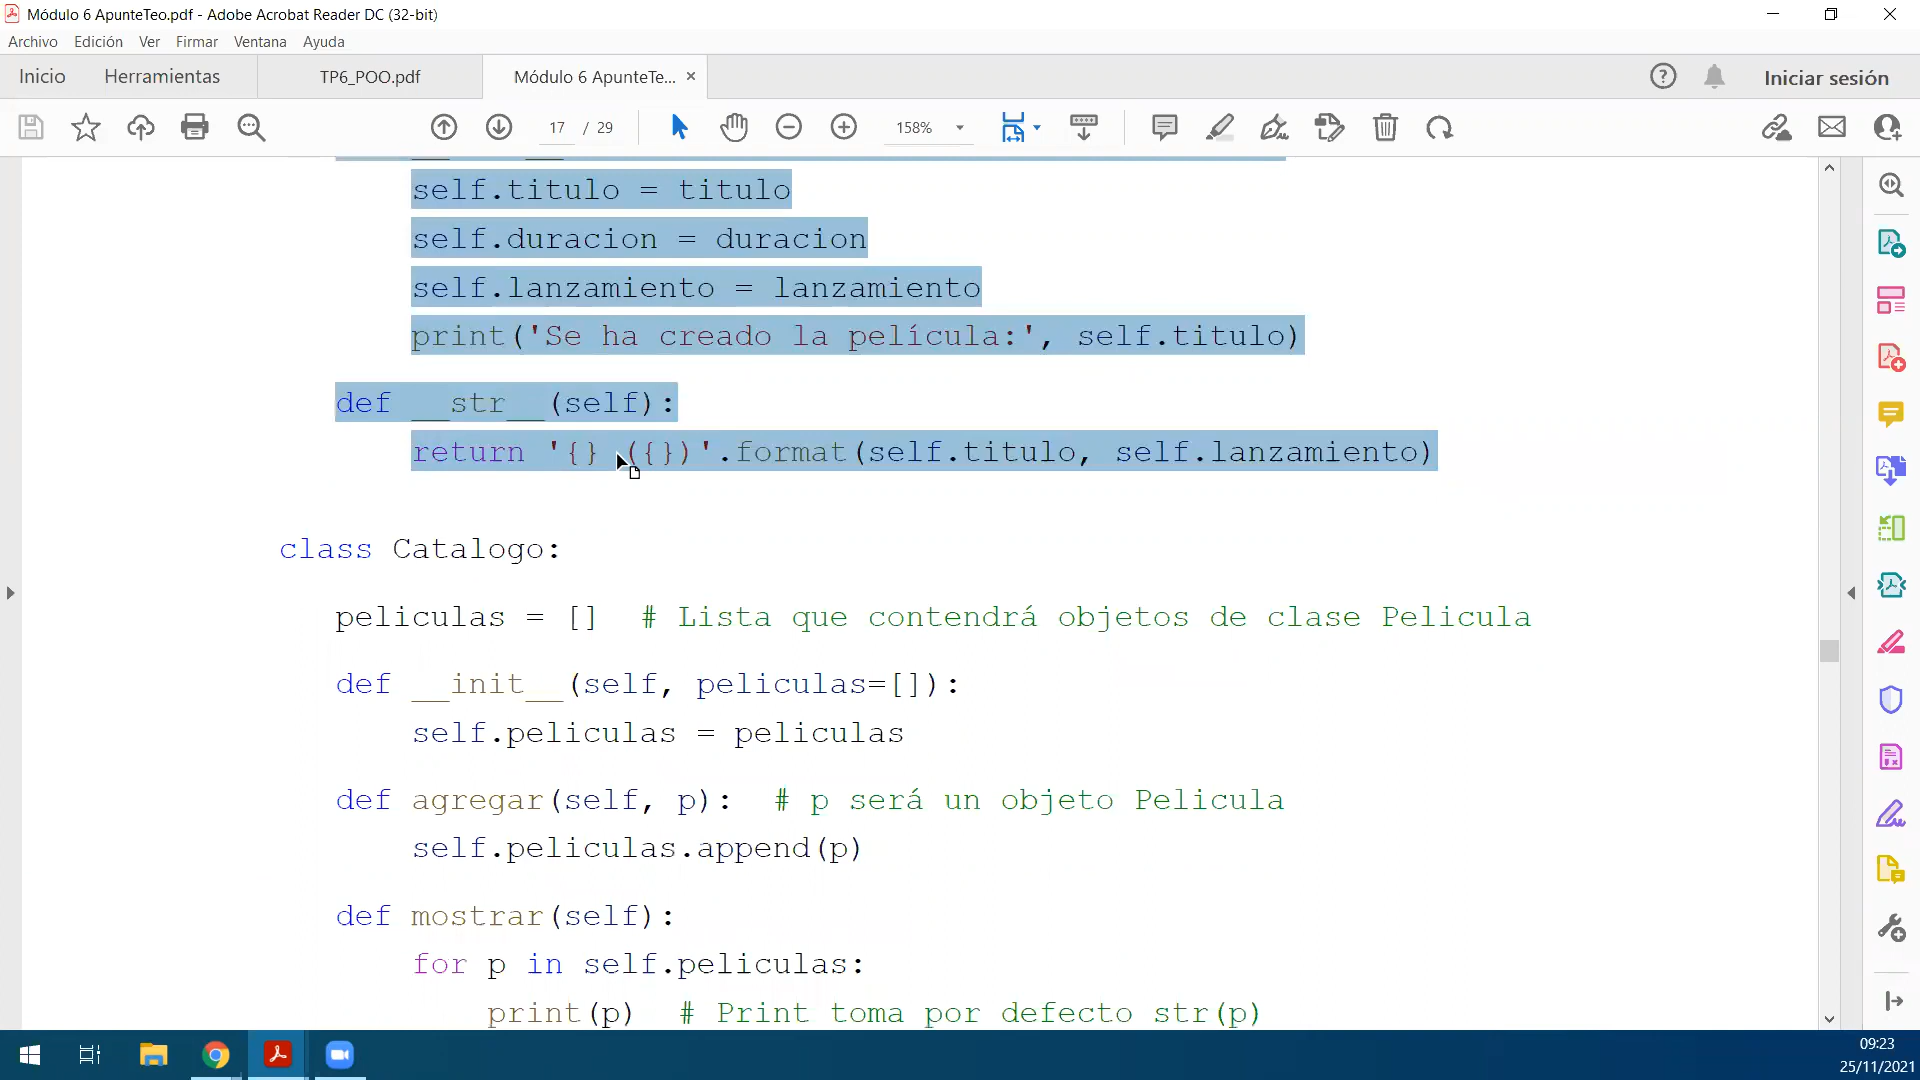 Módulo 6 ApunteTeo.pdf - Adobe Acrobat Reader DC (32-bit)
Archivo Edición Ver Firmar Ventana Ayuda
Inicio Herramientas TP6_POO.pdf Módulo 6 ApunteTe... × Iniciar sesión
17 / 29 158%
self.titulo = titulo
self.duracion = duracion
self.lanzamiento = lanzamiento
print('Se ha creado la película:', self.titulo)
def __str__(self):
return '{} ({})'.format(self.titulo, self.lanzamiento)
class Catalogo:
peliculas = [] # Lista que contendrá objetos de clase Pelicula
def __init__(self, peliculas=[]):
self.peliculas = peliculas
def agregar(self, p): # p será un objeto Pelicula
self.peliculas.append(p)
def mostrar(self):
for p in self.peliculas:
print(p) # Print toma por defecto str(p)
09:23
25/11/2021